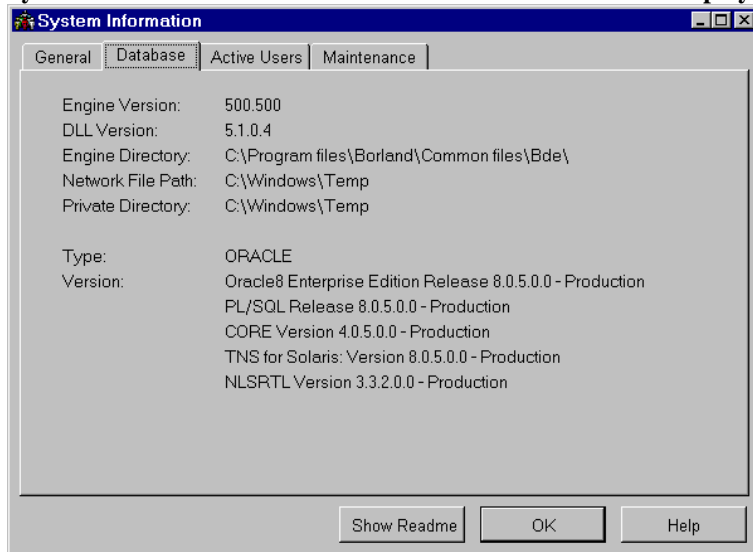 System Information
General Database Active Users Maintenance
Engine Version: 500.500
DLL Version: 5.1.0.4
Engine Directory: C:\Program files\Borland\Common files\Bde\
Network File Path: C:\Windows\Temp
Private Directory: C:\Windows\Temp
Type: ORACLE
Version: Oracle8 Enterprise Edition Release 8.0.5.0.0 - Production
PL/SQL Release 8.0.5.0.0 - Production
CORE Version 4.0.5.0.0 - Production
TNS for Solaris: Version 8.0.5.0.0 - Production
NLSRTL Version 3.3.2.0.0 - Production
Show Readme OK Help